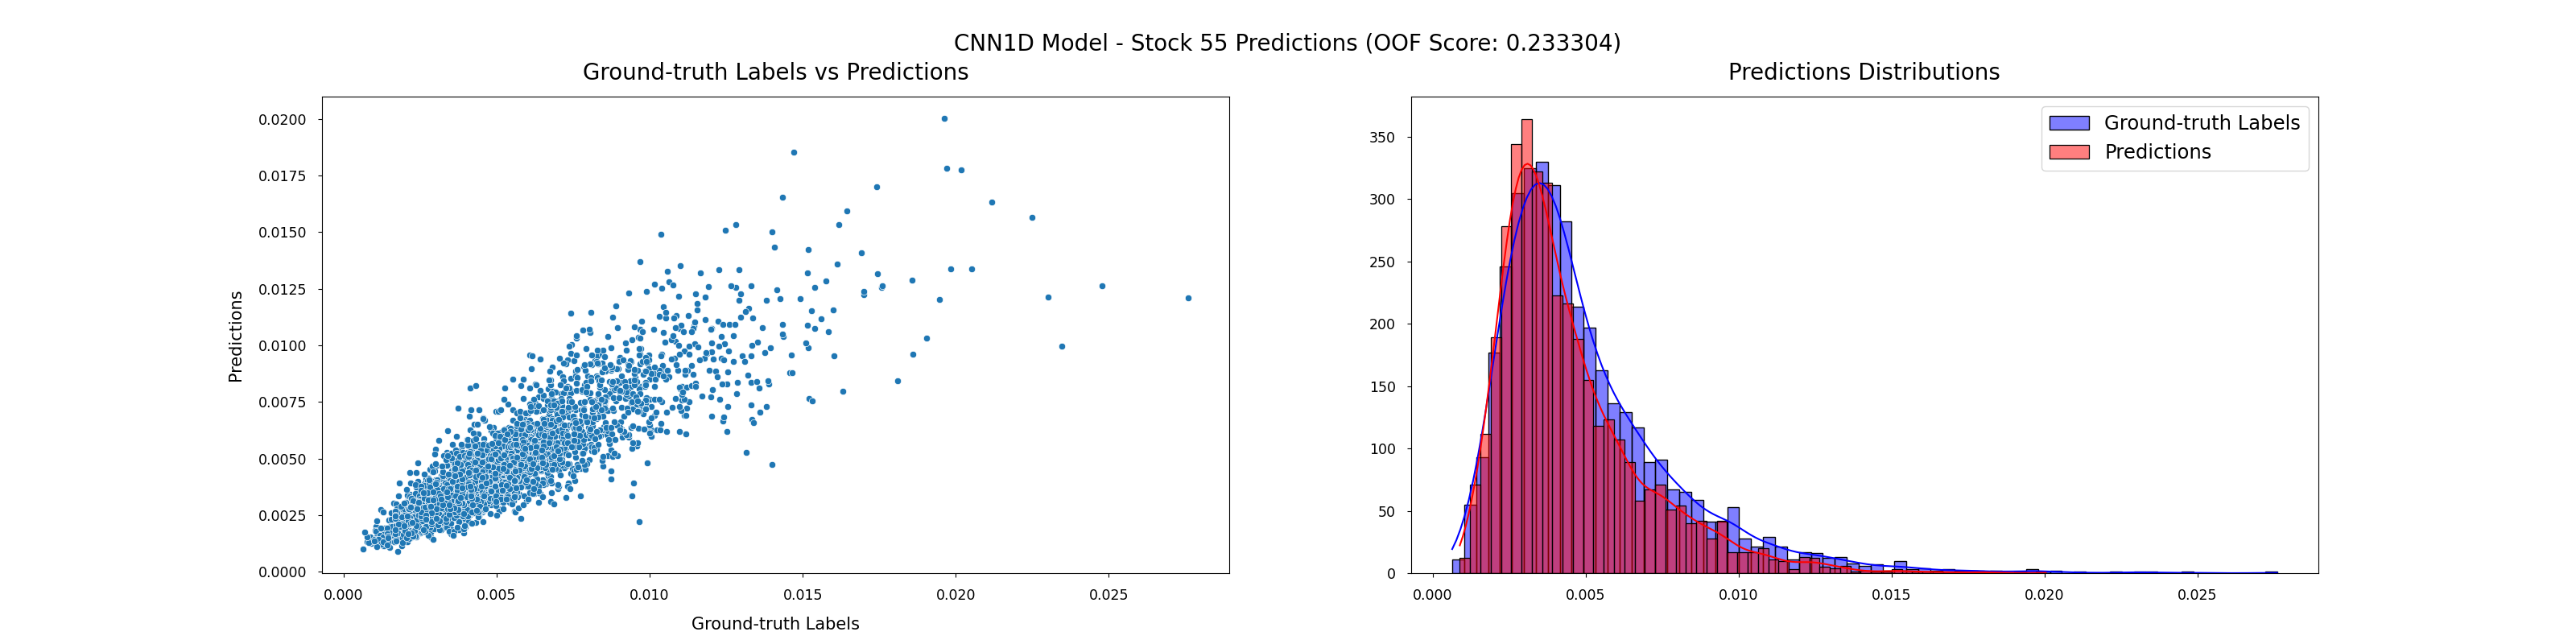 CNN1D Model - Stock 55 Predictions (OOF Score: 0.233304)
Ground-truth Labels vs Predictions
0.0200
0.0175
0.0150
0.0125
0.0100
0.0075
0.0050
0.0025
0.0000
Predictions
0.000 0.005 0.010 0.015 0.020 0.025
Ground-truth Labels
Predictions Distributions
Ground-truth Labels
Predictions
350
300
250
200
150
100
50
0
0.000 0.005 0.010 0.015 0.020 0.025